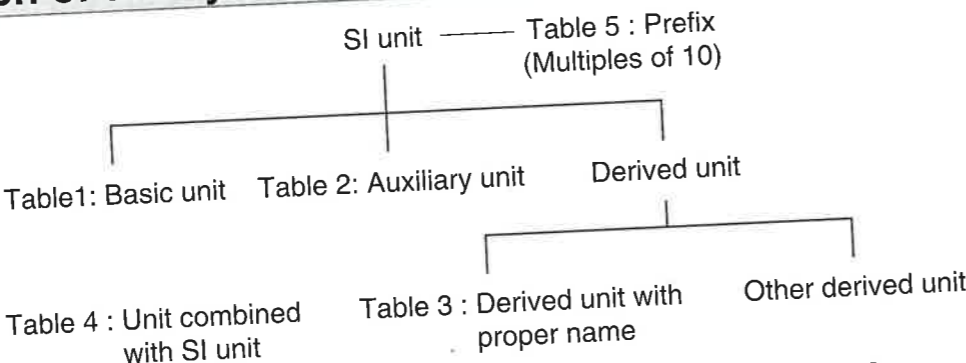 SI unit
Table 5 : Prefix
(Multiples of 10)
Table1: Basic unit
Table 2: Auxiliary unit
Derived unit
Table 4 : Unit combined
with SI unit
Table 3 : Derived unit with
proper name
Other derived unit